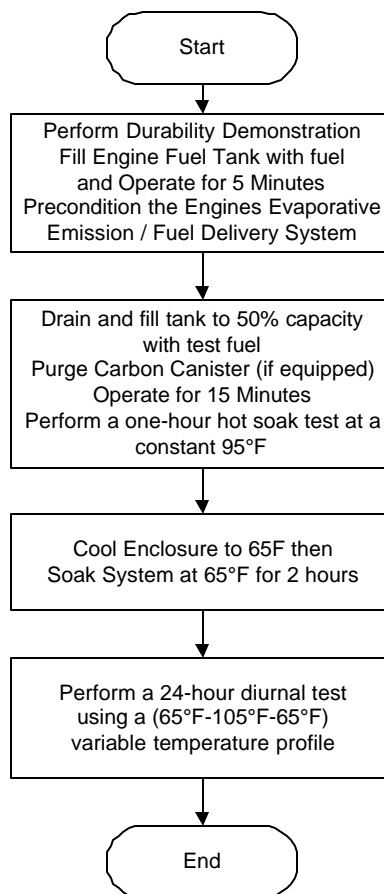 Start
Perform Durability Demonstration
Fill Engine Fuel Tank with fuel
and Operate for 5 Minutes
Precondition the Engines Evaporative
Emission / Fuel Delivery System
Drain and fill tank to 50% capacity
with test fuel
Purge Carbon Canister (if equipped)
Operate for 15 Minutes
Perform a one-hour hot soak test at a
constant 95°F
Cool Enclosure to 65F then
Soak System at 65°F for 2 hours
Perform a 24-hour diurnal test
using a (65°F-105°F-65°F)
variable temperature profile
End